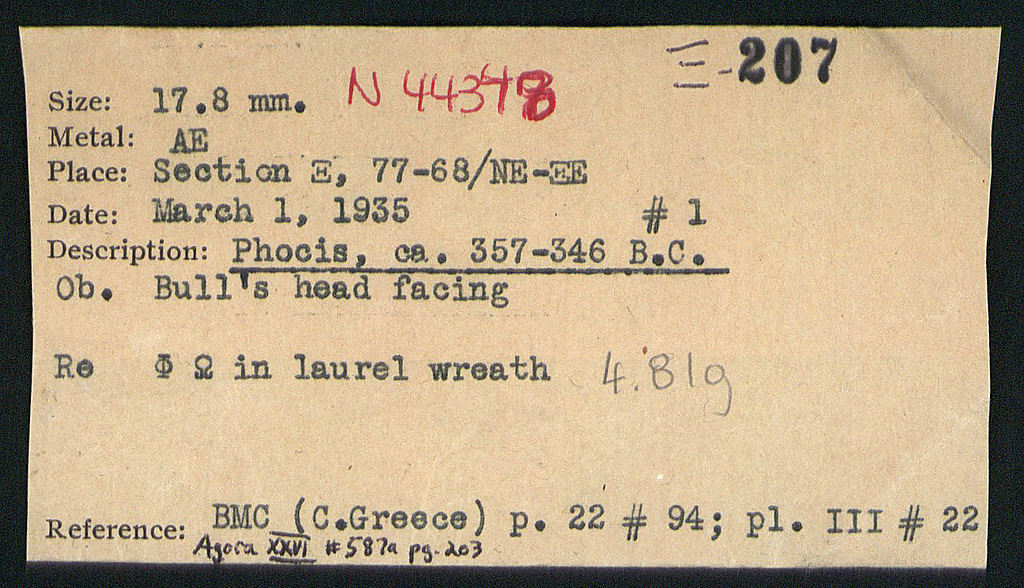 Ξ-207
N 44378
Size: 17.8 mm.
Metal: AE
Place: Section Ξ, 77-68/NE-ΞΞ
Date: March 1, 1935 # 1
Description: Phocis, ca. 357-346 B.C.
Ob. Bull's head facing
Re Φ Ω in laurel wreath 4.81g
Reference: BMC (C.Greece) p. 22 # 94; pl. III # 22
Agora XXVI #587a pg. 203